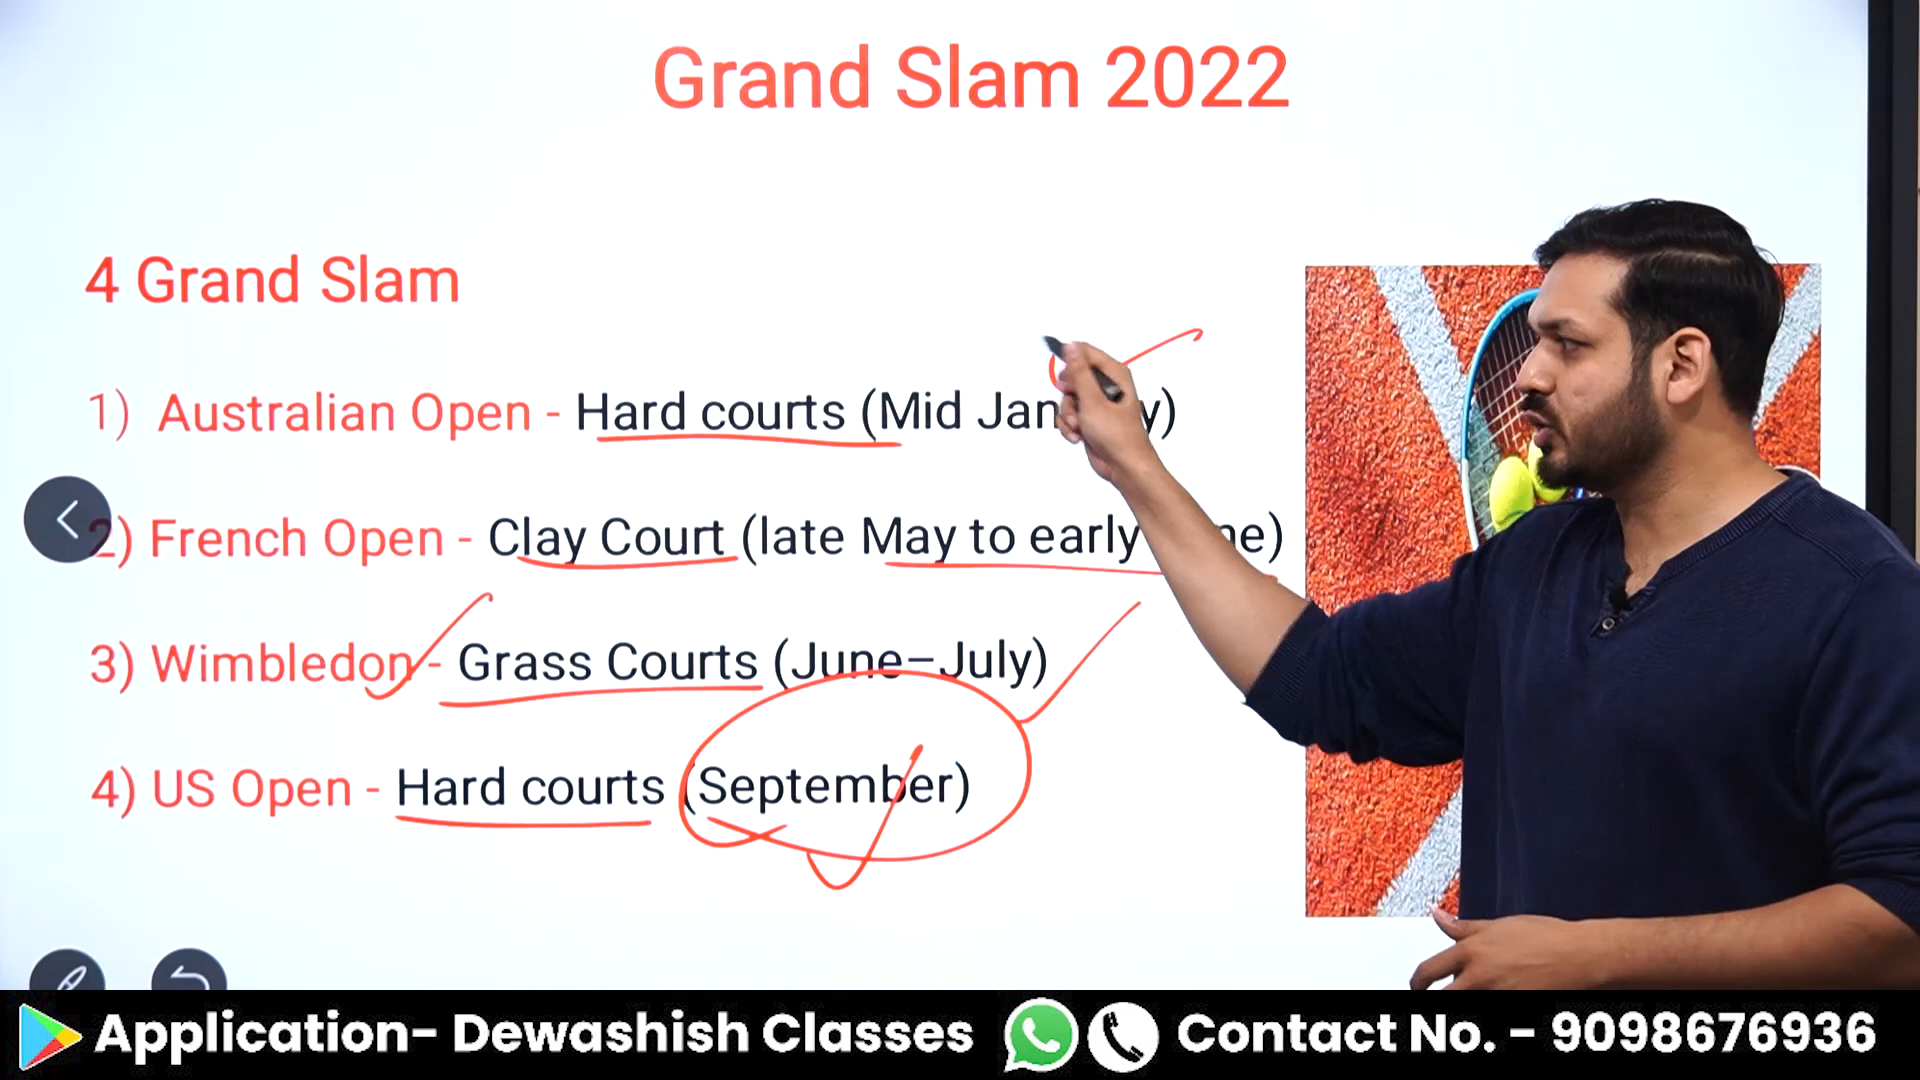 Grand Slam 2022
4 Grand Slam
1) Australian Open - Hard courts (Mid Jan y)
2) French Open - Clay Court (late May to early ne)
3) Wimbledon - Grass Courts (June–July)
4) US Open - Hard courts (September)
Application- Dewashish Classes Contact No. - 9098676936